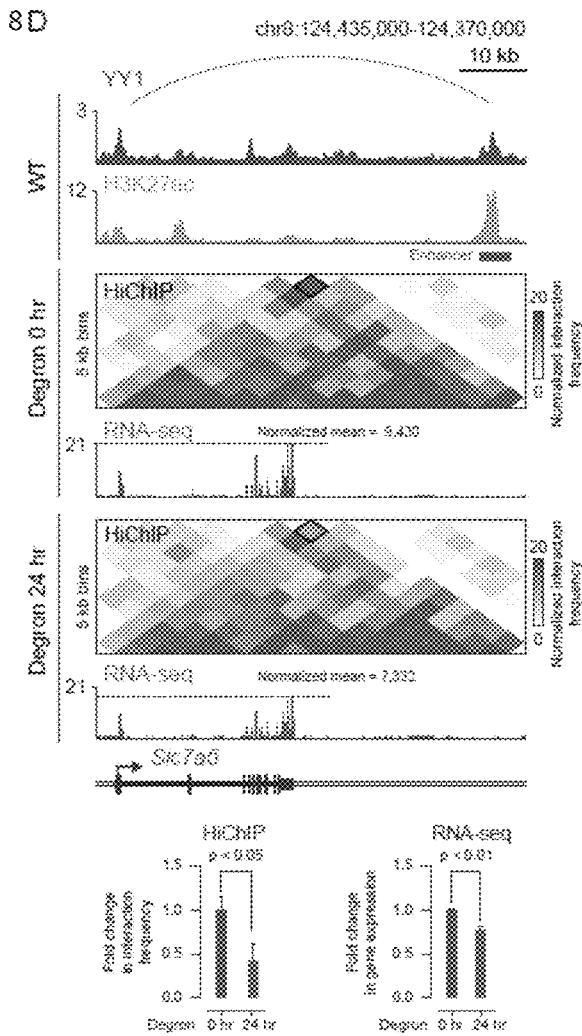 8D
chr8:124,435,000-124,370,000
10 kb
YY1
3
WT
H3K27ac
12
Enhancer
Degron 0 hr
HiChIP
5 kb bins
20
0
Normalized interaction
frequency
RNA-seq
Normalized mean = 9,430
21
Degron 24 hr
HiChIP
5 kb bins
20
0
Normalized interaction
frequency
RNA-seq
Normalized mean = 7,332
21
Slc7a6
HiChIP
p < 0.05
Fold change
in interaction
frequency
1.5
1.0
0.5
0.0
Degron 0 hr 24 hr
RNA-seq
p < 0.01
Fold change
in gene expression
1.5
1.0
0.5
0.0
Degron 0 hr 24 hr